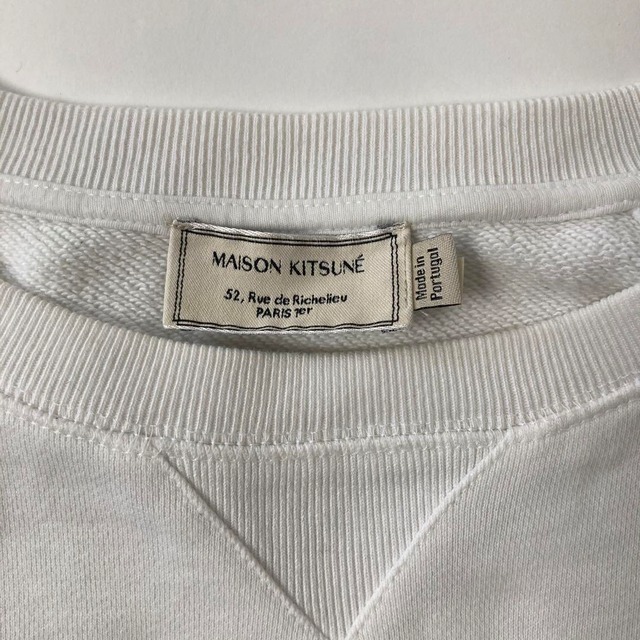 MAISON KITSUNÉ
52, Rue de Richelieu
PARIS 1er
Made in
Portugal